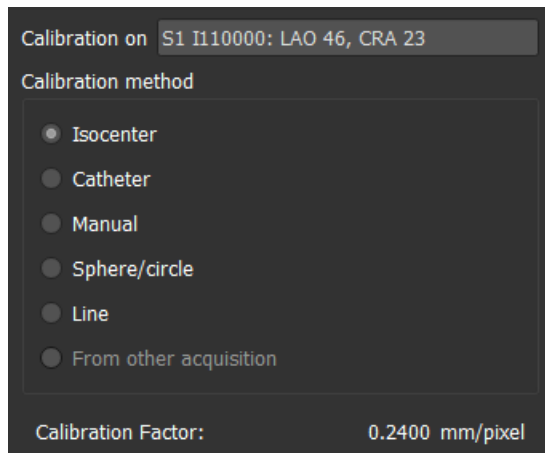 Calibration on S1 I110000: LAO 46, CRA 23
Calibration method
Isocenter
Catheter
Manual
Sphere/circle
Line
From other acquisition
Calibration Factor: 0.2400 mm/pixel